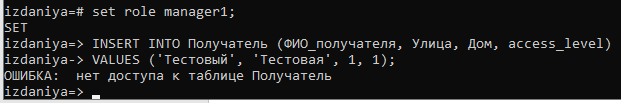 izdaniya=# set role manager1;
SET
izdaniya=> INSERT INTO Получатель (ФИО_получателя, Улица, Дом, access_level)
izdaniya-> VALUES ('Тестовый', 'Тестовая', 1, 1);
ОШИБКА:  нет доступа к таблице Получатель
izdaniya=> _